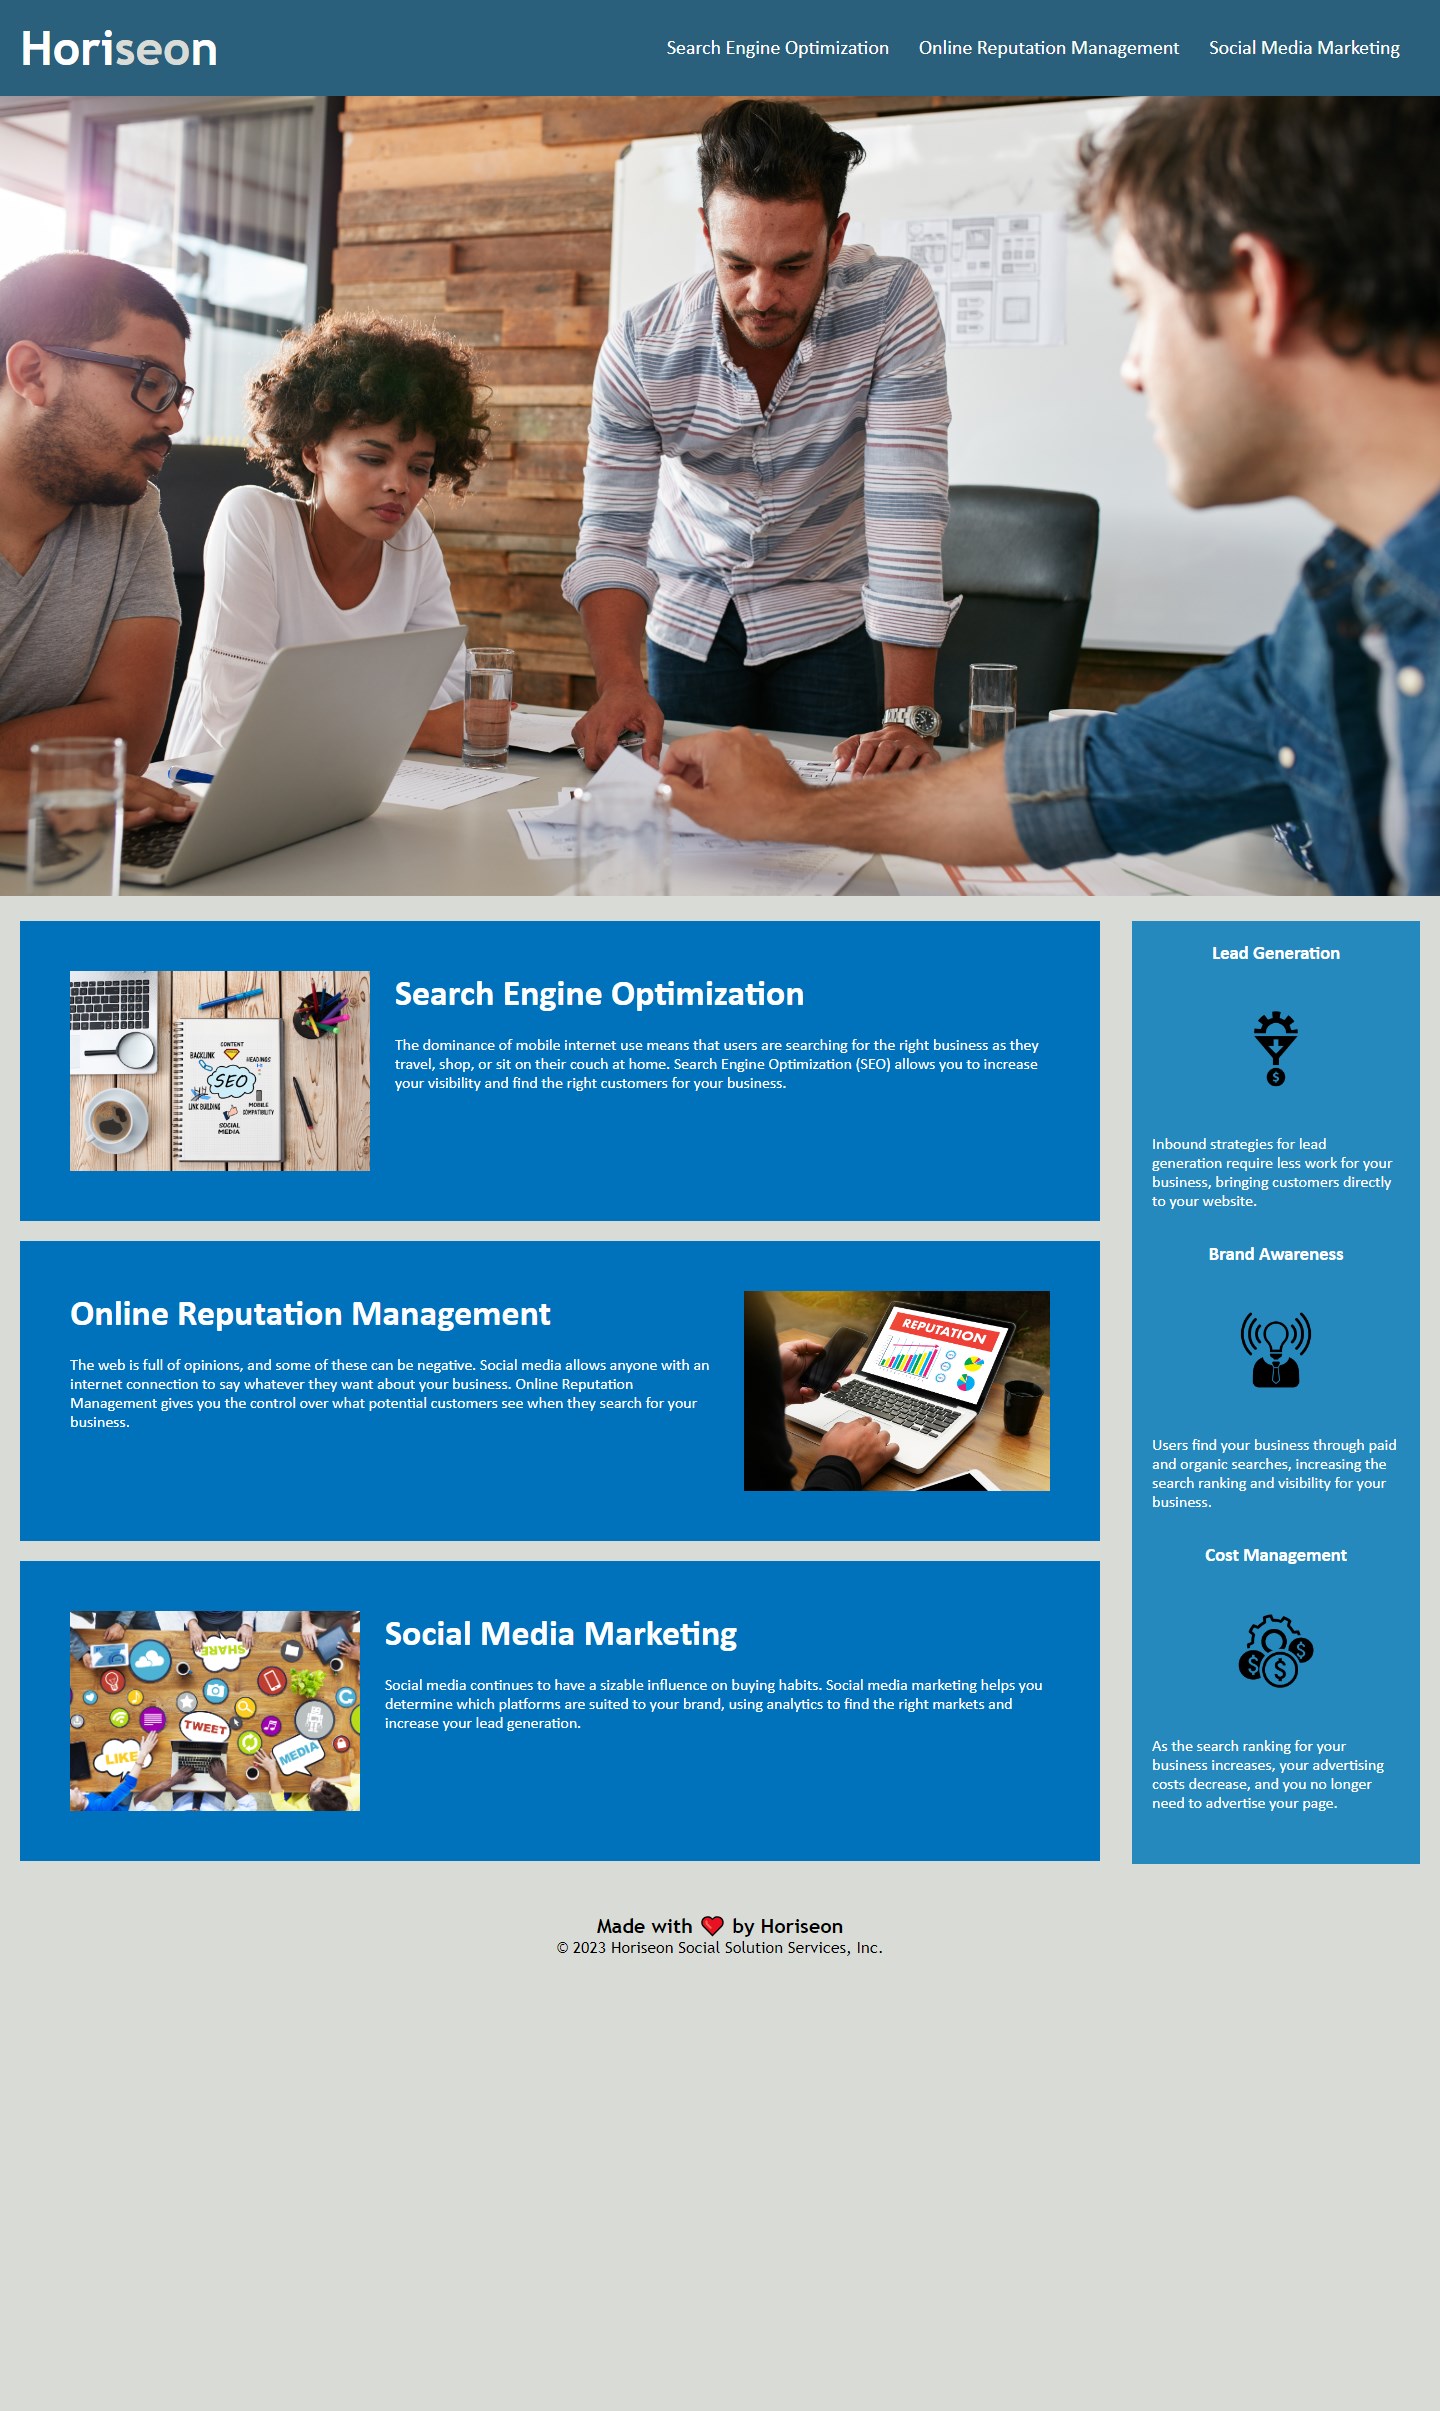 Horiseon
Search Engine Optimization Online Reputation Management Social Media Marketing
Search Engine Optimization
The dominance of mobile internet use means that users are searching for the right business as they
travel, shop, or sit on their couch at home. Search Engine Optimization (SEO) allows you to increase
your visibility and find the right customers for your business.
CONTENT
BACKLINK
HEADINGS
SEO
LINK BUILDING
MOBILE
COMPATIBILITY
SOCIAL
MEDIA
Online Reputation Management
The web is full of opinions, and some of these can be negative. Social media allows anyone with an
internet connection to say whatever they want about your business. Online Reputation
Management gives you the control over what potential customers see when they search for your
business.
REPUTATION
Social Media Marketing
Social media continues to have a sizable influence on buying habits. Social media marketing helps you
determine which platforms are suited to your brand, using analytics to find the right markets and
increase your lead generation.
SHARE
TWEET
LIKE
MEDIA
Lead Generation
$
Inbound strategies for lead
generation require less work for your
business, bringing customers directly
to your website.
Brand Awareness
Users find your business through paid
and organic searches, increasing the
search ranking and visibility for your
business.
Cost Management
$ $ $
As the search ranking for your
business increases, your advertising
costs decrease, and you no longer
need to advertise your page.
Made with ❤️ by Horiseon
© 2023 Horiseon Social Solution Services, Inc.